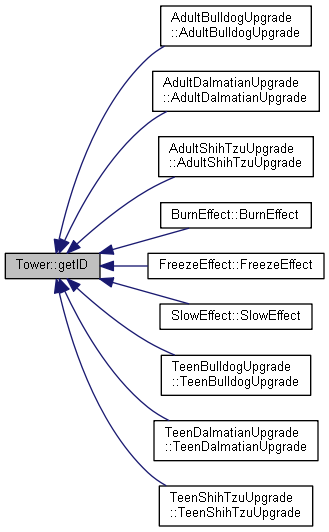 AdultBulldogUpgrade
::AdultBulldogUpgrade
AdultDalmatianUpgrade
::AdultDalmatianUpgrade
AdultShihTzuUpgrade
::AdultShihTzuUpgrade
BurnEffect::BurnEffect
Tower::getID
FreezeEffect::FreezeEffect
SlowEffect::SlowEffect
TeenBulldogUpgrade
::TeenBulldogUpgrade
TeenDalmatianUpgrade
::TeenDalmatianUpgrade
TeenShihTzuUpgrade
::TeenShihTzuUpgrade